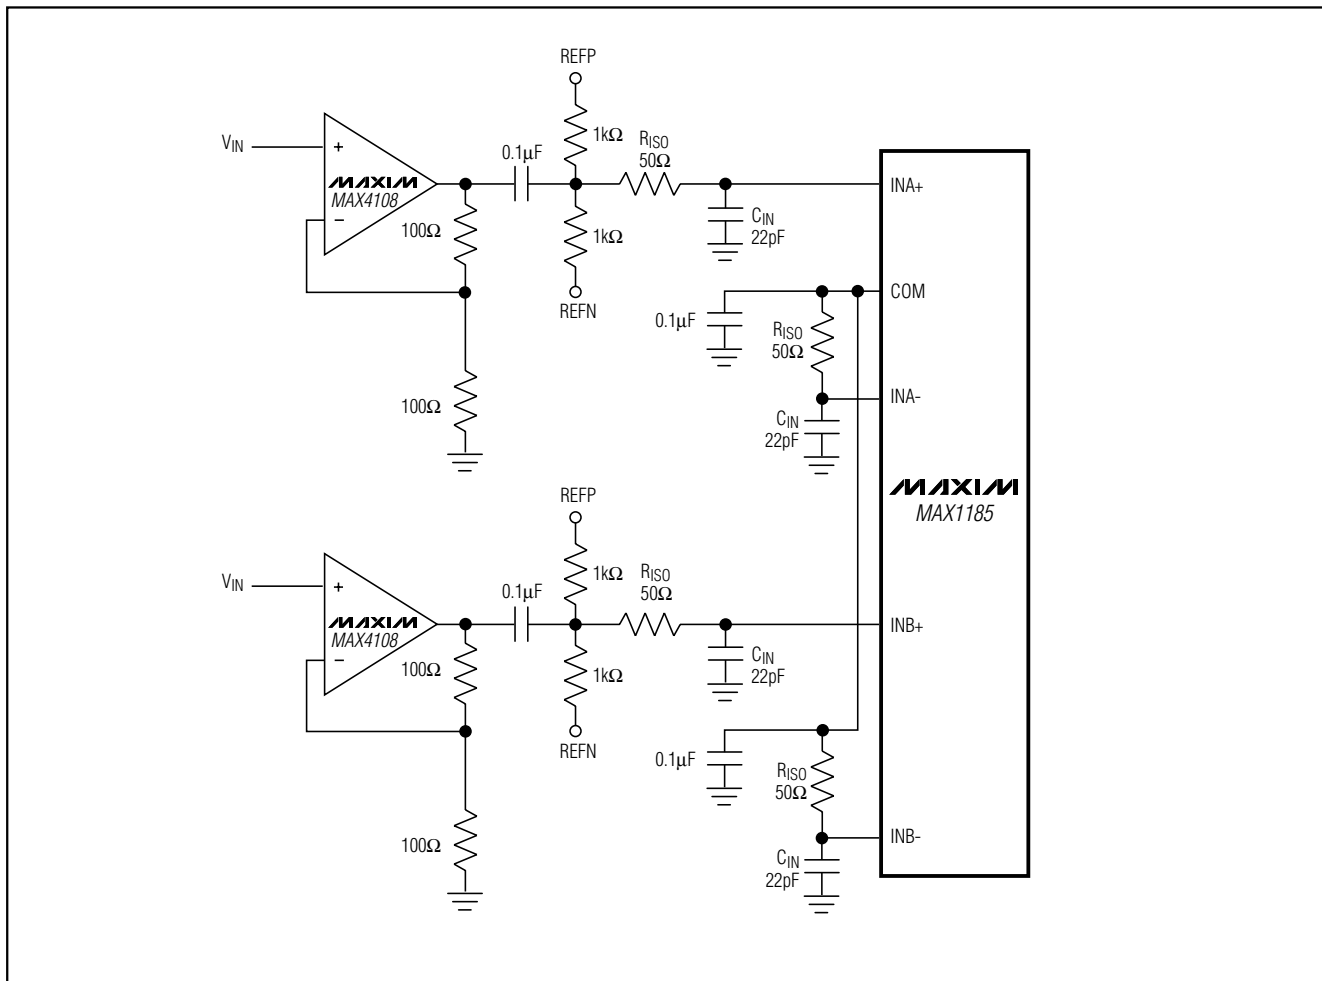 REFP
VIN
+
MAXIM
MAX4108
−
0.1µF
1kΩ
RISO
50Ω
INA+
100Ω
1kΩ
CIN
22pF
REFN
COM
0.1µF
RISO
50Ω
100Ω
INA-
CIN
22pF
MAXIM
MAX1185
REFP
VIN
+
MAXIM
MAX4108
−
0.1µF
1kΩ
RISO
50Ω
INB+
100Ω
1kΩ
CIN
22pF
REFN
0.1µF
RISO
50Ω
100Ω
INB-
CIN
22pF